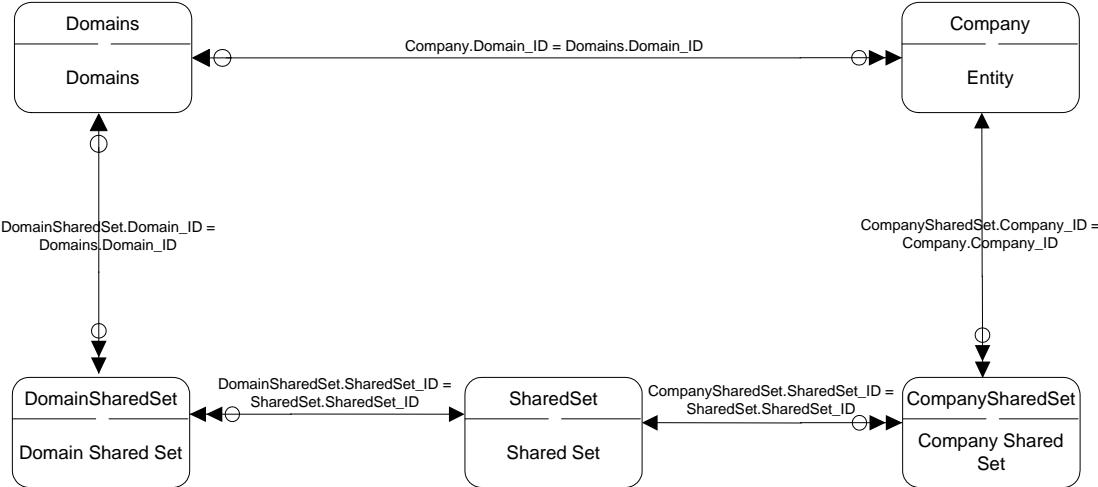 Domains
Domains
Company.Domain_ID = Domains.Domain_ID
Company
Entity
DomainSharedSet.Domain_ID =
Domains.Domain_ID
CompanySharedSet.Company_ID =
Company.Company_ID
DomainSharedSet
Domain Shared Set
DomainSharedSet.SharedSet_ID =
SharedSet.SharedSet_ID
SharedSet
Shared Set
CompanySharedSet.SharedSet_ID =
SharedSet.SharedSet_ID
CompanySharedSet
Company Shared
Set